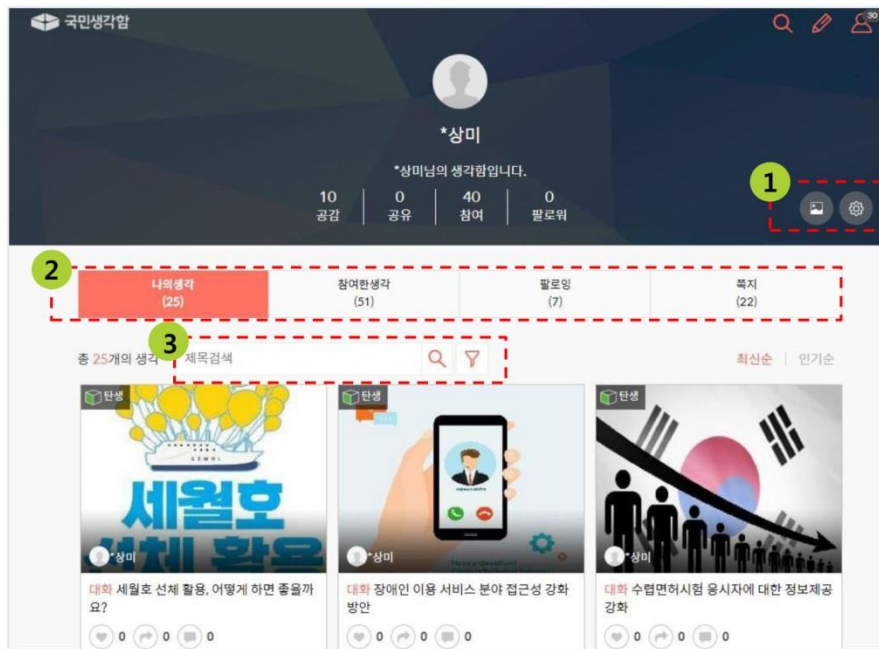 국민생각함
30
*상미
*상미님의 생각함입니다.
10 0 40 0
공감 공유 참여 팔로워
1
2
나의생각 참여한생각 팔로잉 쪽지
(25) (51) (7) (22)
3
총 25개의 생각 제목검색 최신순 | 인기순
탄생 탄생 탄생
SEWOL
세월호
선체 활용
*상미 *상미 *상미
대화 세월호 선체 활용, 어떻게 하면 좋을까
요?
대화 장애인 이용 서비스 분야 접근성 강화
방안
대화 수렵면허시험 응시자에 대한 정보제공
강화
0 0 0 0 0 0 0 0 0